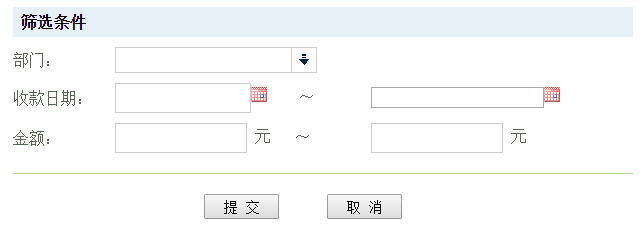 筛选条件
部门：
收款日期： ～
金额： 元 ～ 元
提 交 取 消